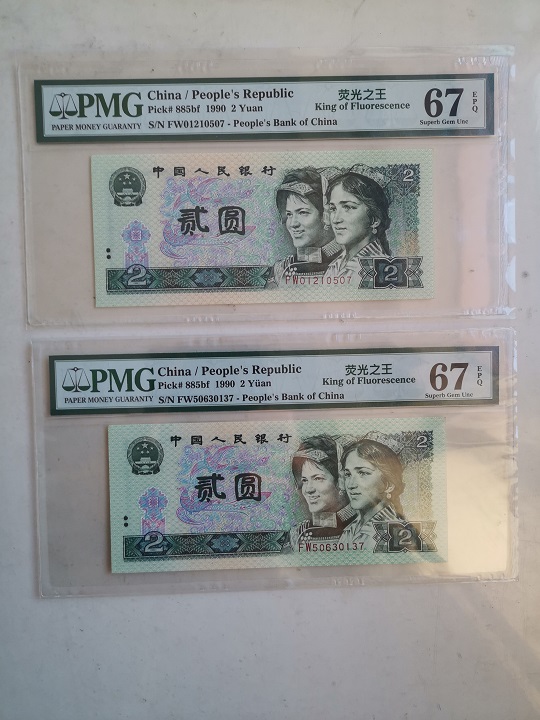 PMG
PAPER MONEY GUARANTY
China / People's Republic
Pick# 885bf 1990 2 Yuan
S/N FW01210507 - People's Bank of China
荧光之王
King of Fluorescence
67 EPQ
Superb Gem Unc
中国人民银行
2
贰圆
FW01210507
2
2
PMG
PAPER MONEY GUARANTY
China / People's Republic
Pick# 885bf 1990 2 Yüan
S/N FW50630137 - People's Bank of China
荧光之王
King of Fluorescence
67 EPQ
Superb Gem Unc
中国人民银行
2
贰圆
FW50630137
2
2